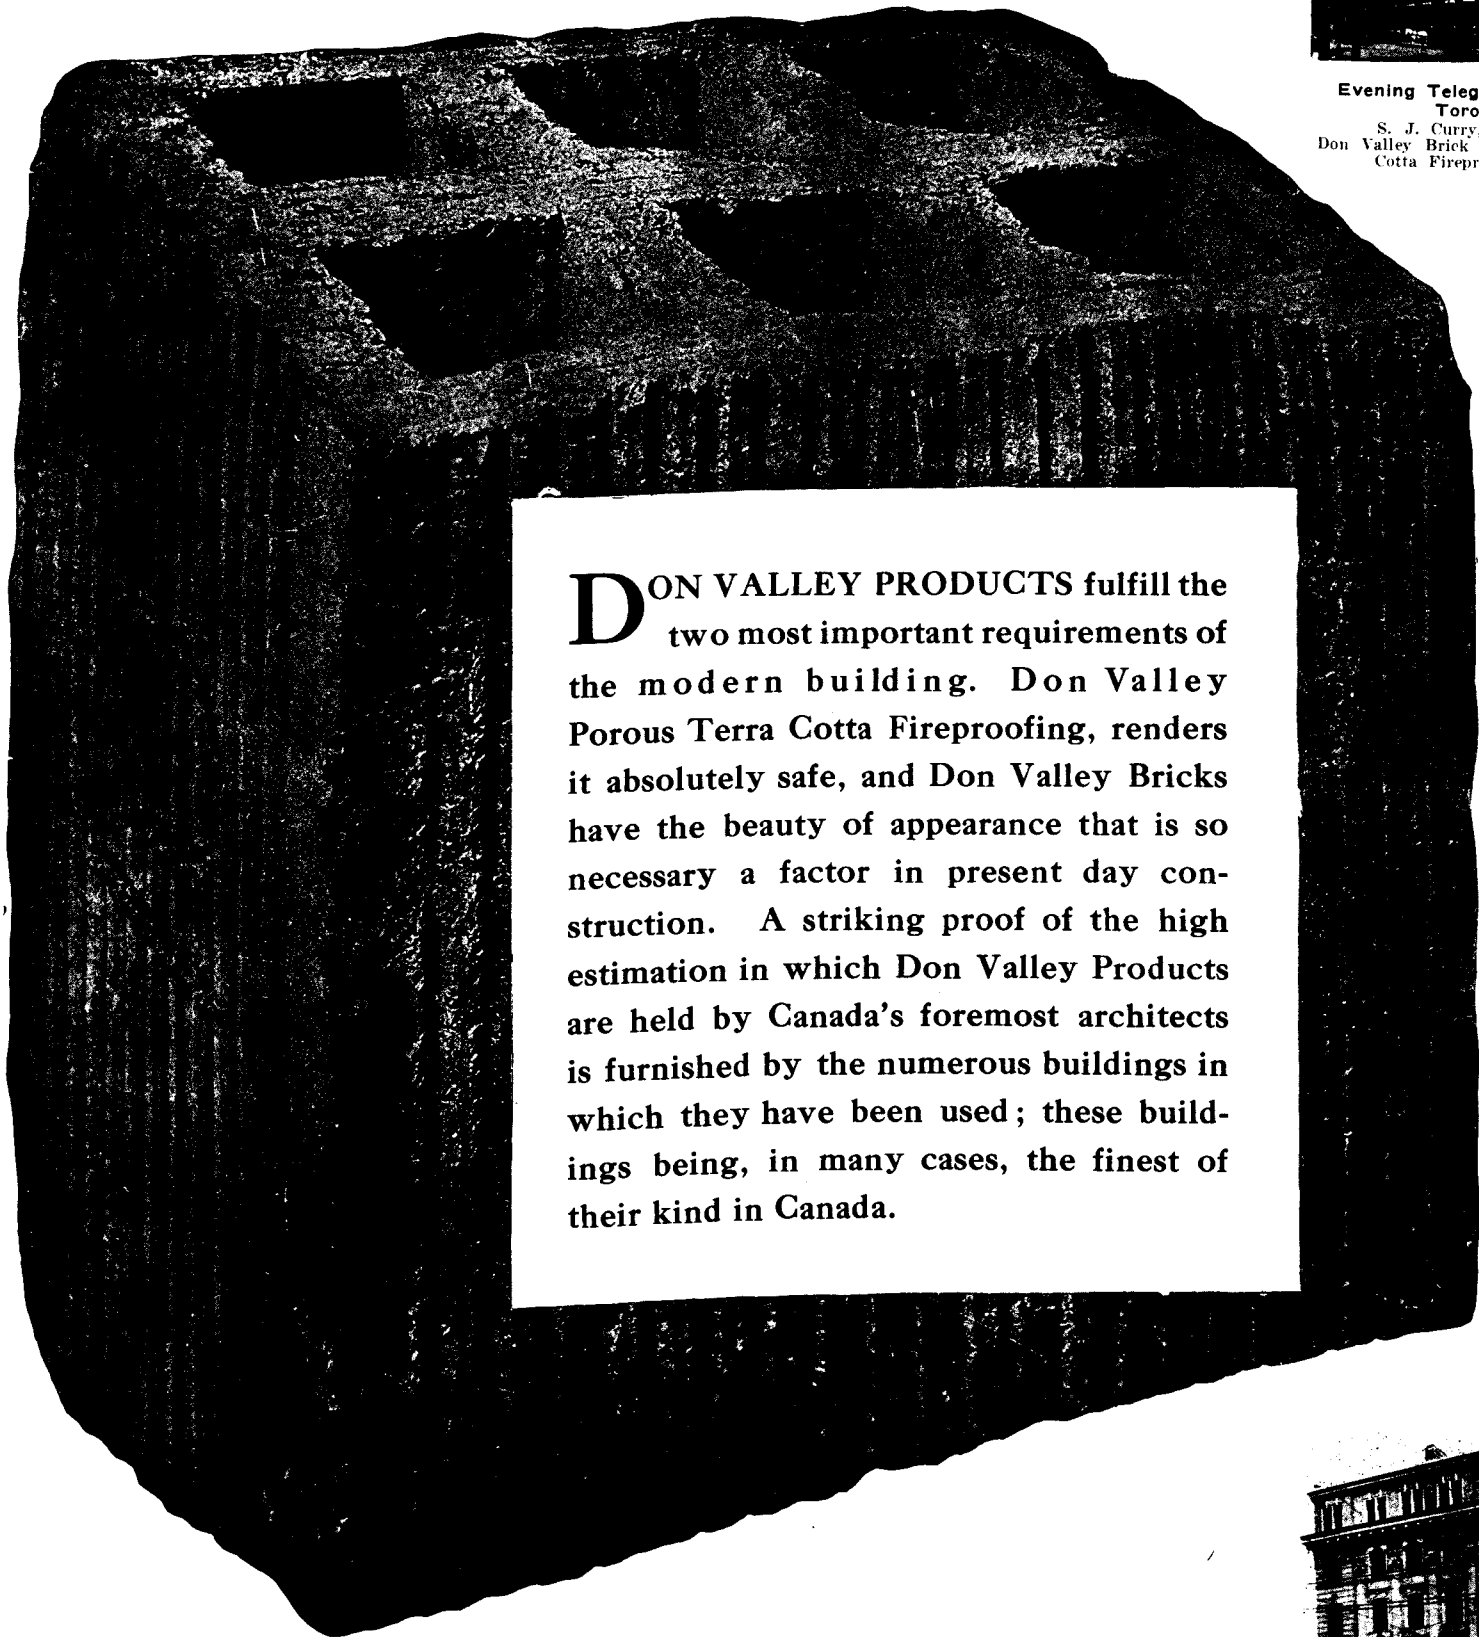 Evening Teleg
Toro
S. J. Curry,
Don Valley Brick
Cotta Firepr
DON VALLEY PRODUCTS fulfill the
two most important requirements of
the modern building. Don Valley
Porous Terra Cotta Fireproofing, renders
it absolutely safe, and Don Valley Bricks
have the beauty of appearance that is so
necessary a factor in present day con-
struction. A striking proof of the high
estimation in which Don Valley Products
are held by Canada's foremost architects
is furnished by the numerous buildings in
which they have been used; these build-
ings being, in many cases, the finest of
their kind in Canada.